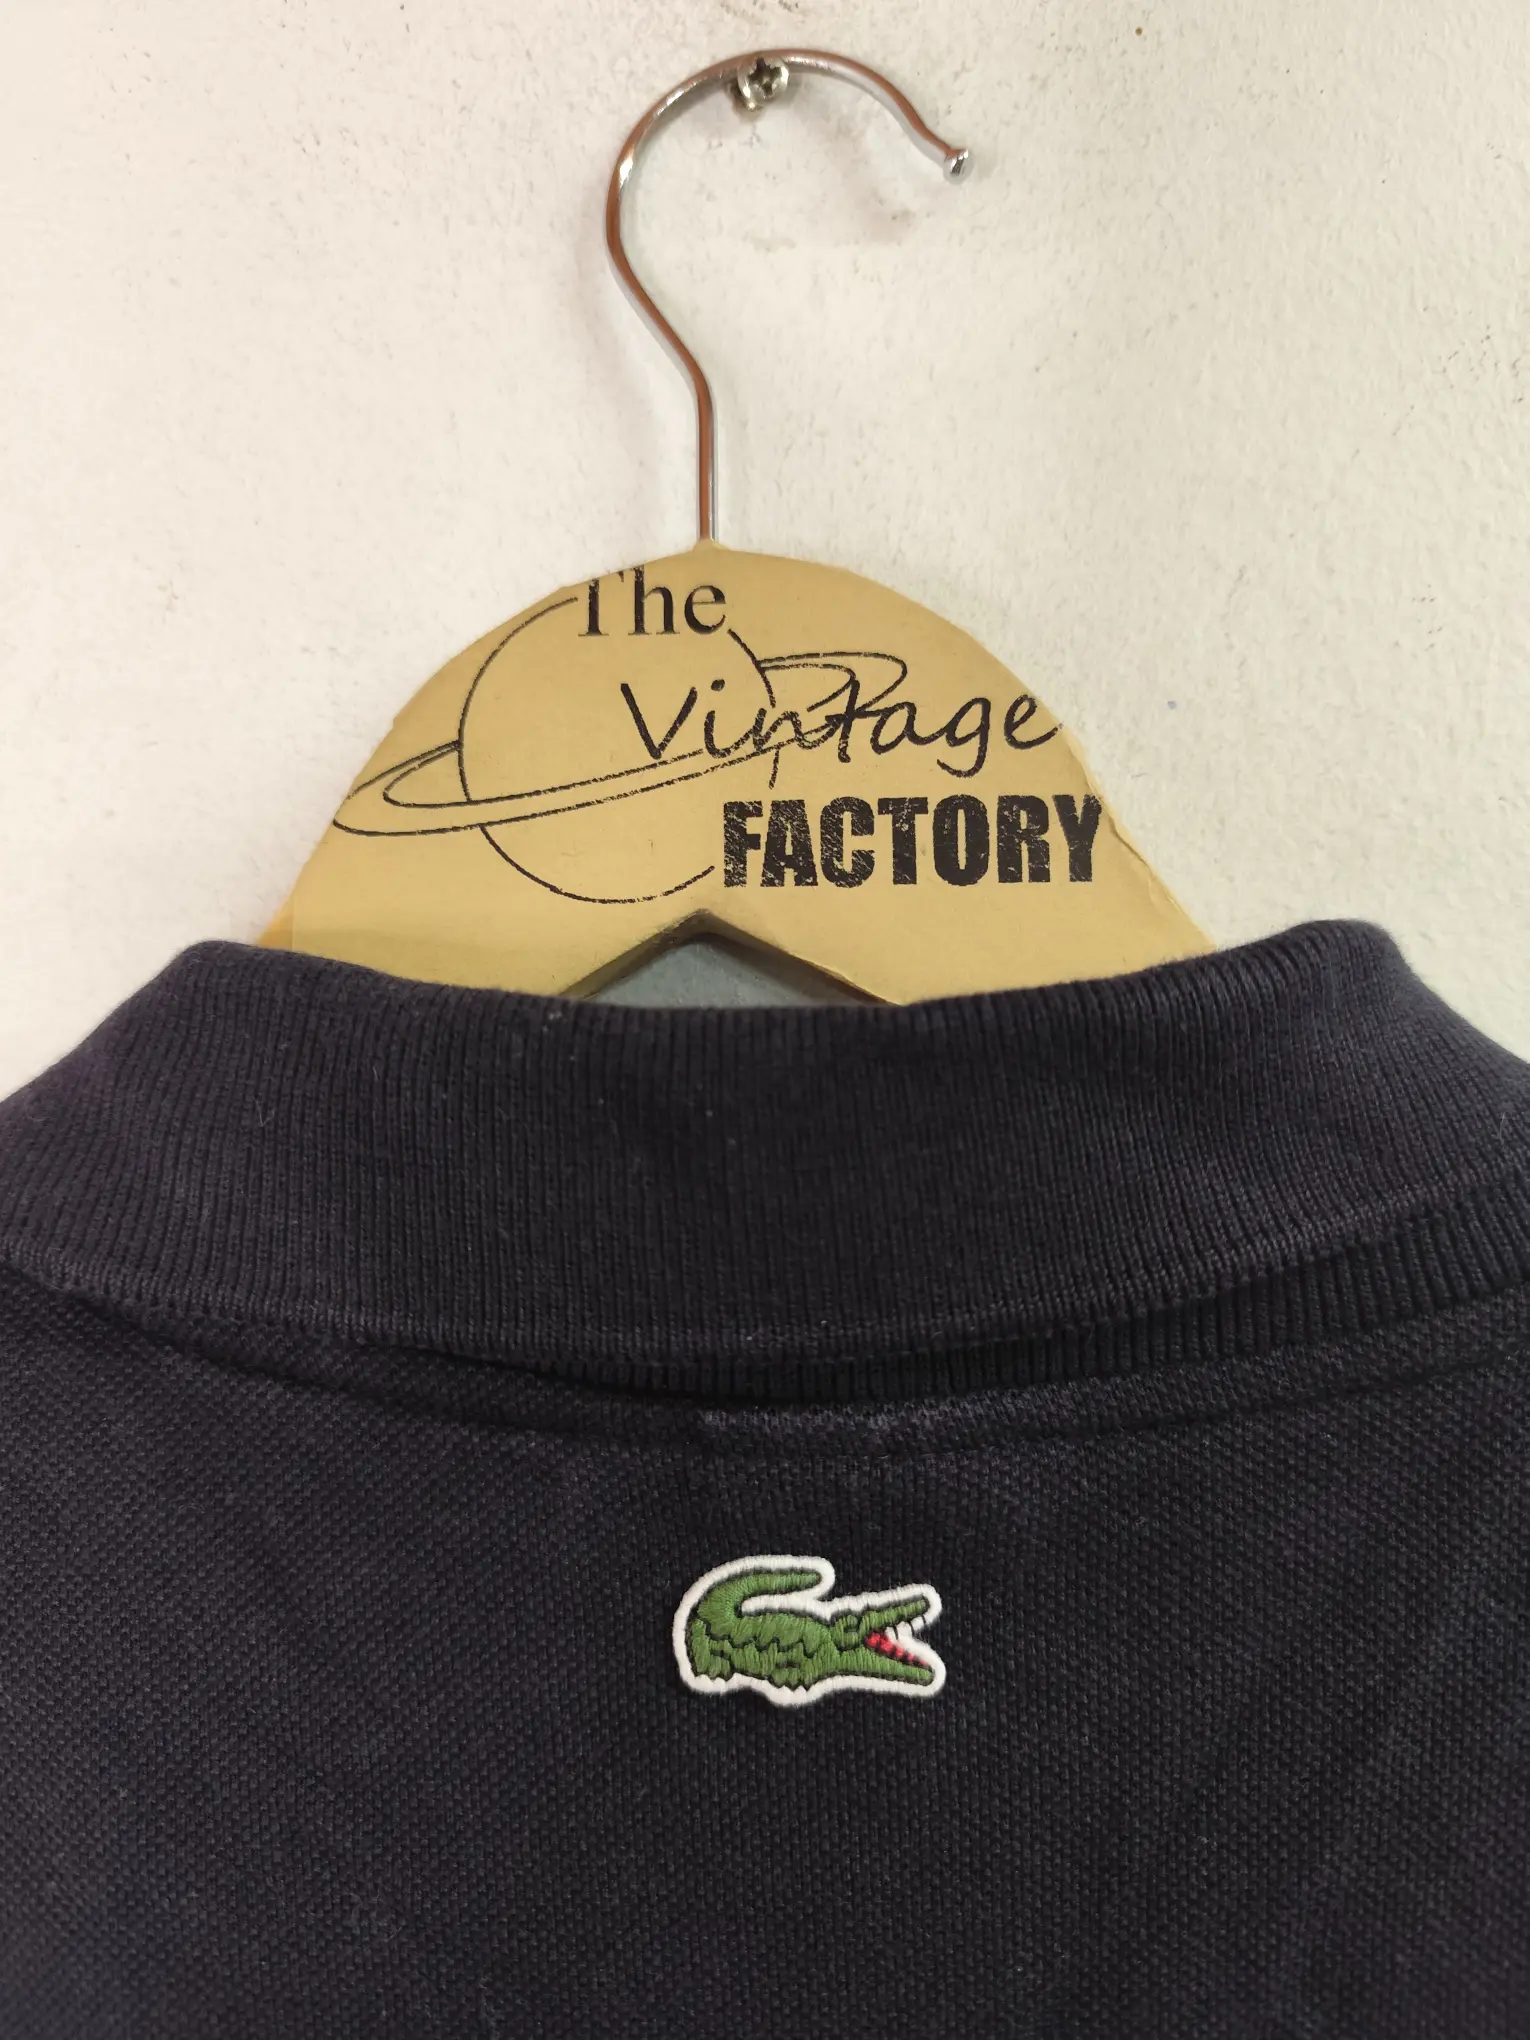 The
Vintage
FACTORY